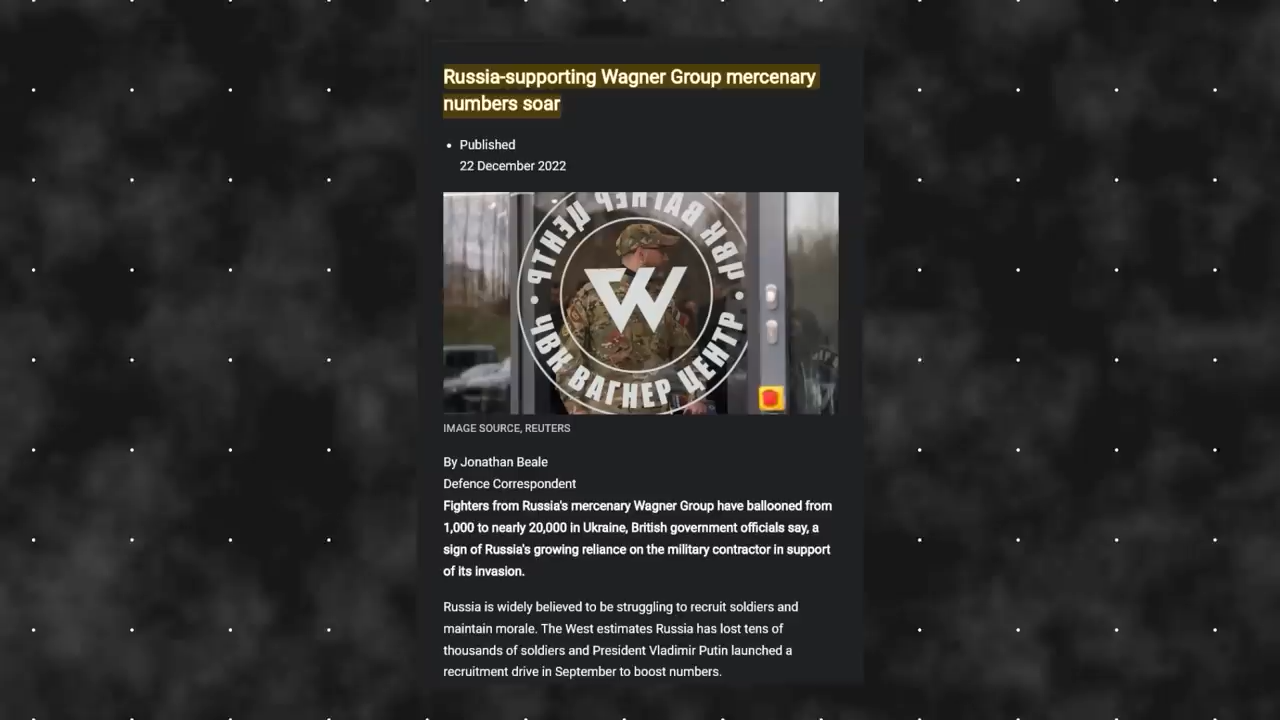 Russia-supporting Wagner Group mercenary
numbers soar
Published
22 December 2022
ЧВК ВАГНЕР ЦЕНТР
ЧВК ВАГНЕР ЦЕНТР
W
IMAGE SOURCE, REUTERS
By Jonathan Beale
Defence Correspondent
Fighters from Russia's mercenary Wagner Group have ballooned from
1,000 to nearly 20,000 in Ukraine, British government officials say, a
sign of Russia's growing reliance on the military contractor in support
of its invasion.
Russia is widely believed to be struggling to recruit soldiers and
maintain morale. The West estimates Russia has lost tens of
thousands of soldiers and President Vladimir Putin launched a
recruitment drive in September to boost numbers.